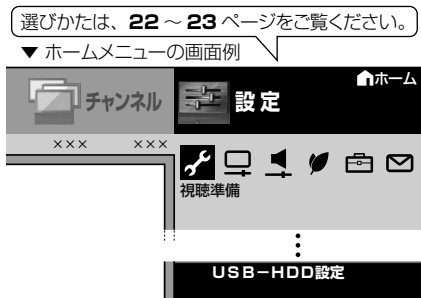 選びかたは、22～23ページをご覧ください。
▼ ホームメニューの画面例
ホーム
チャンネル
設定
××× ×××
視聴準備
USB−HDD設定